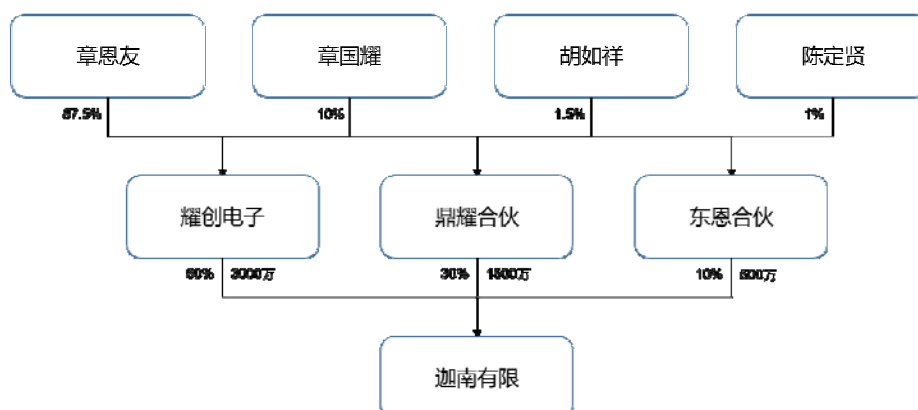 章恩友 章国耀 胡如祥 陈定贤
87.5% 10% 1.5% 1%
耀创电子 鼎耀合伙 东恩合伙
60% 3000万 30% 1500万 10% 500万
迦南有限